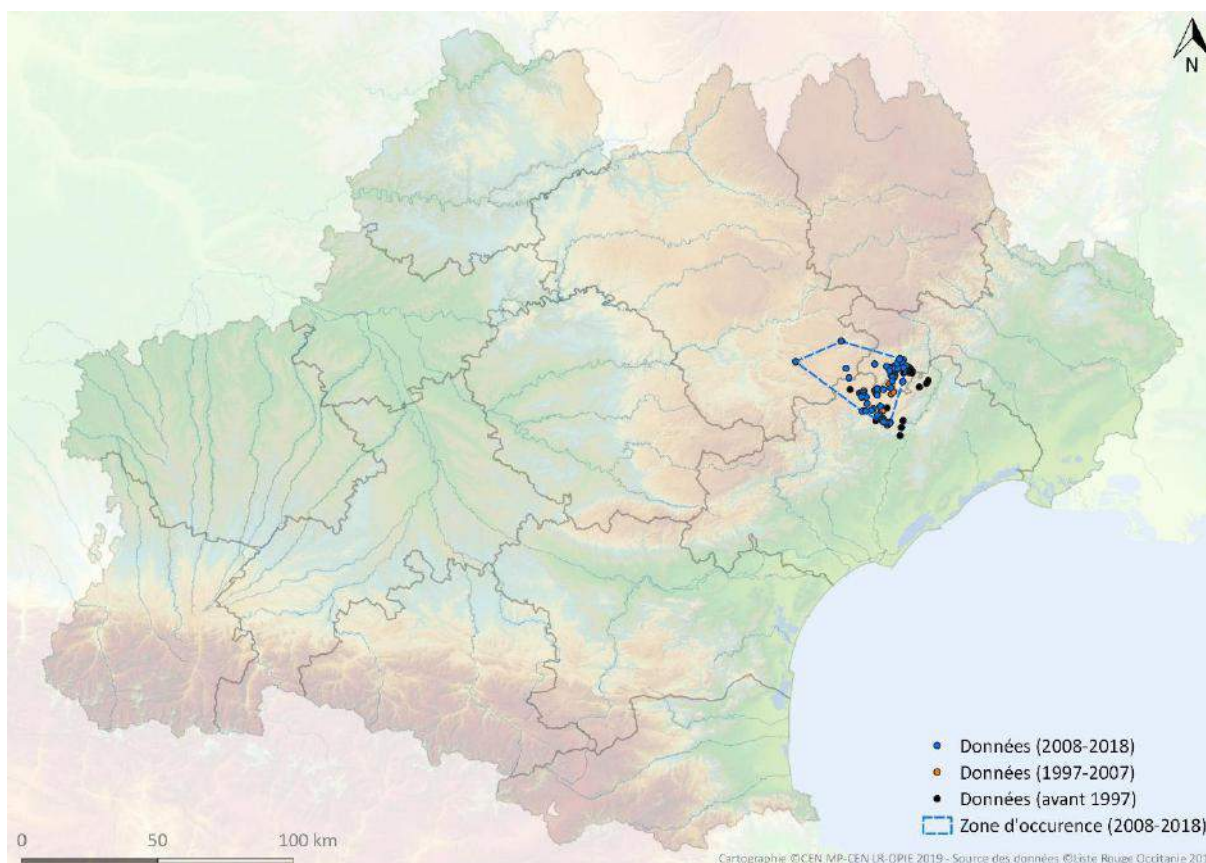 N
Données (2008-2018)
Données (1997-2007)
Données (avant 1997)
Zone d'occurence (2008-2018)
0 50 100 km
Cartographie ©CEN MP-CEN LR-OPIE 2019 - Source des données ©Liste Rouge Occitanie 201